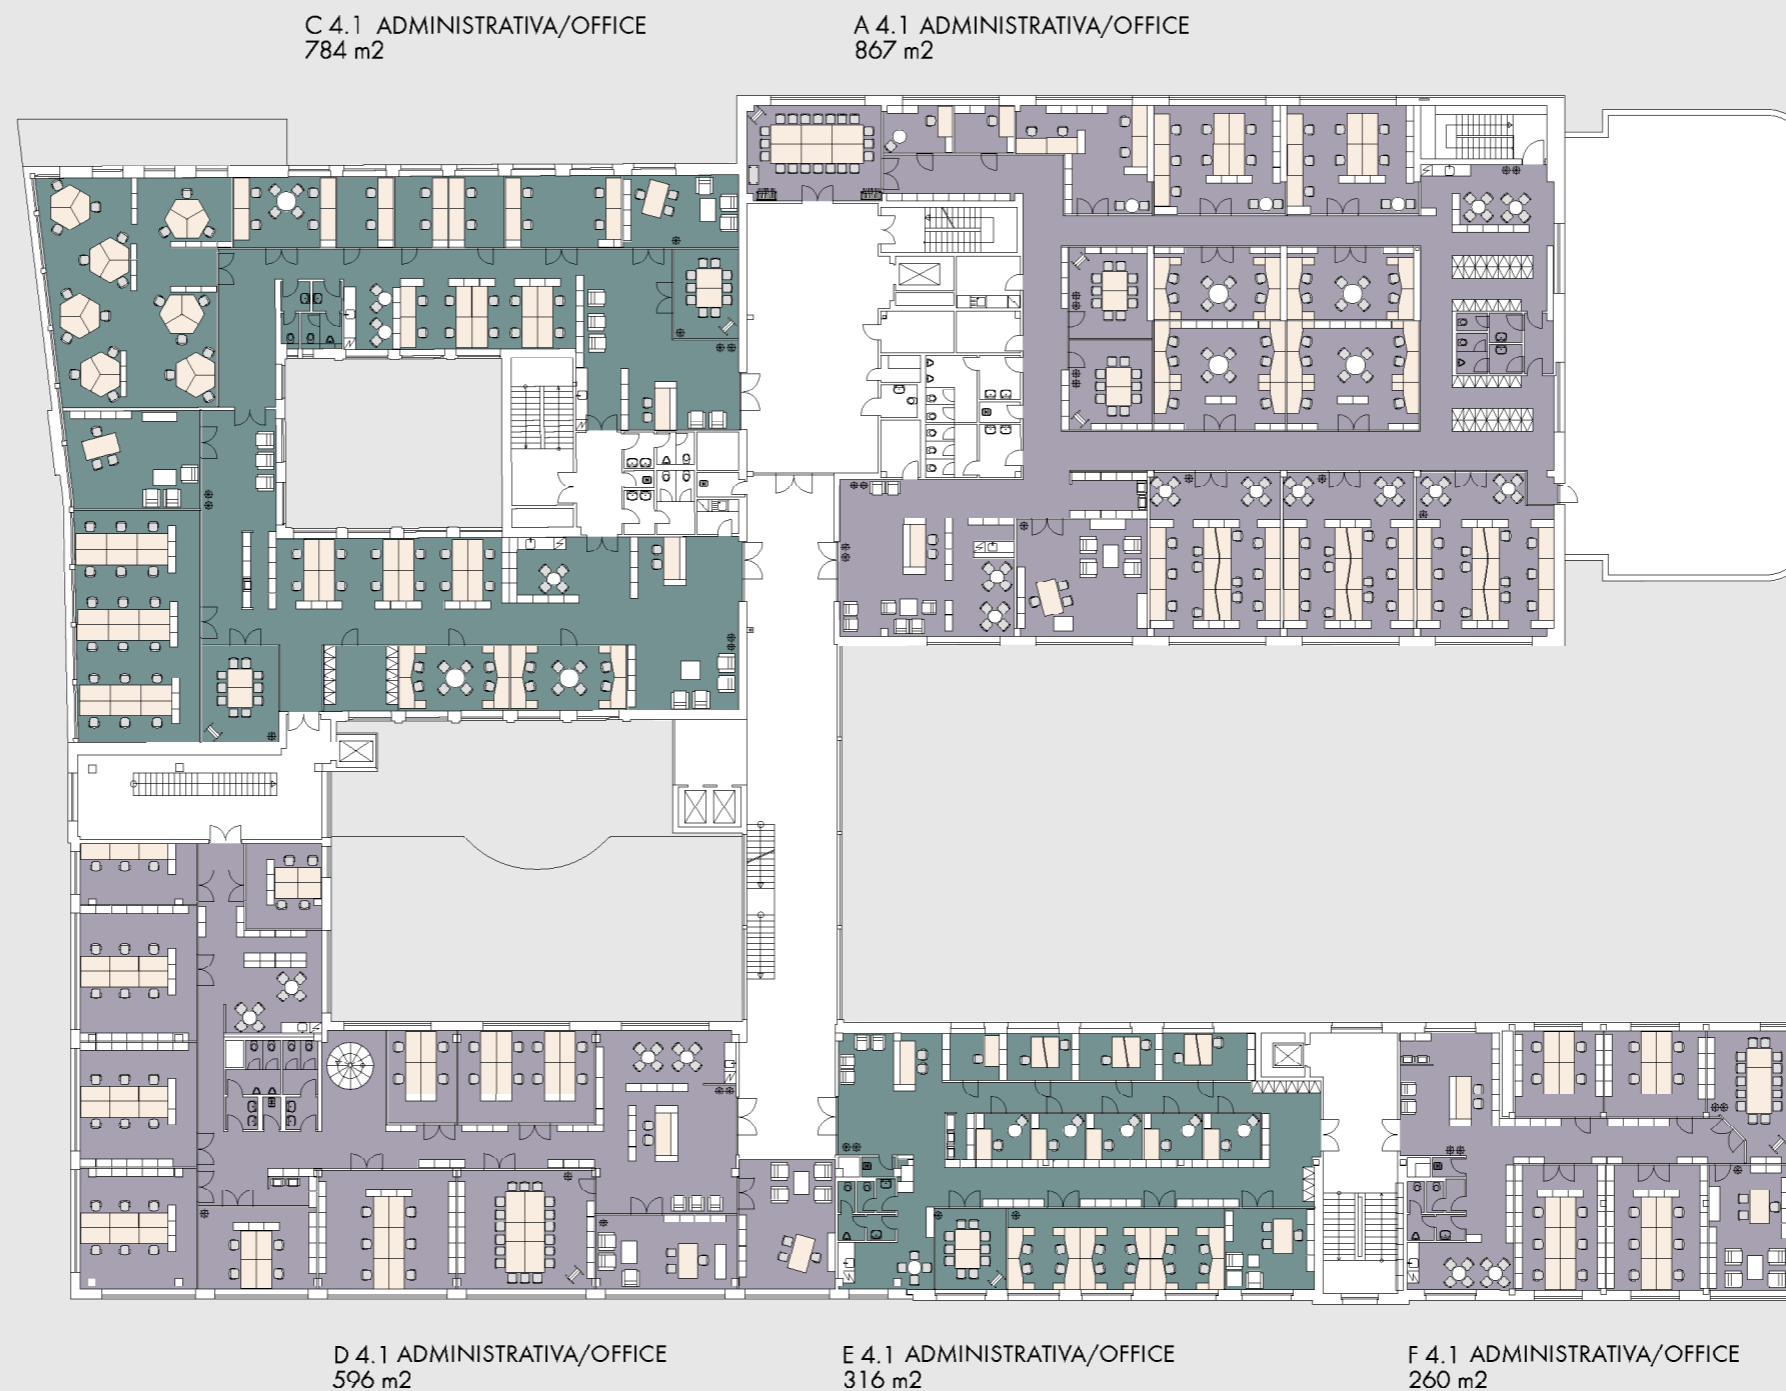 C 4.1 ADMINISTRATIVA/OFFICE
784 m2
A 4.1 ADMINISTRATIVA/OFFICE
867 m2
D 4.1 ADMINISTRATIVA/OFFICE
596 m2
E 4.1 ADMINISTRATIVA/OFFICE
316 m2
F 4.1 ADMINISTRATIVA/OFFICE
260 m2